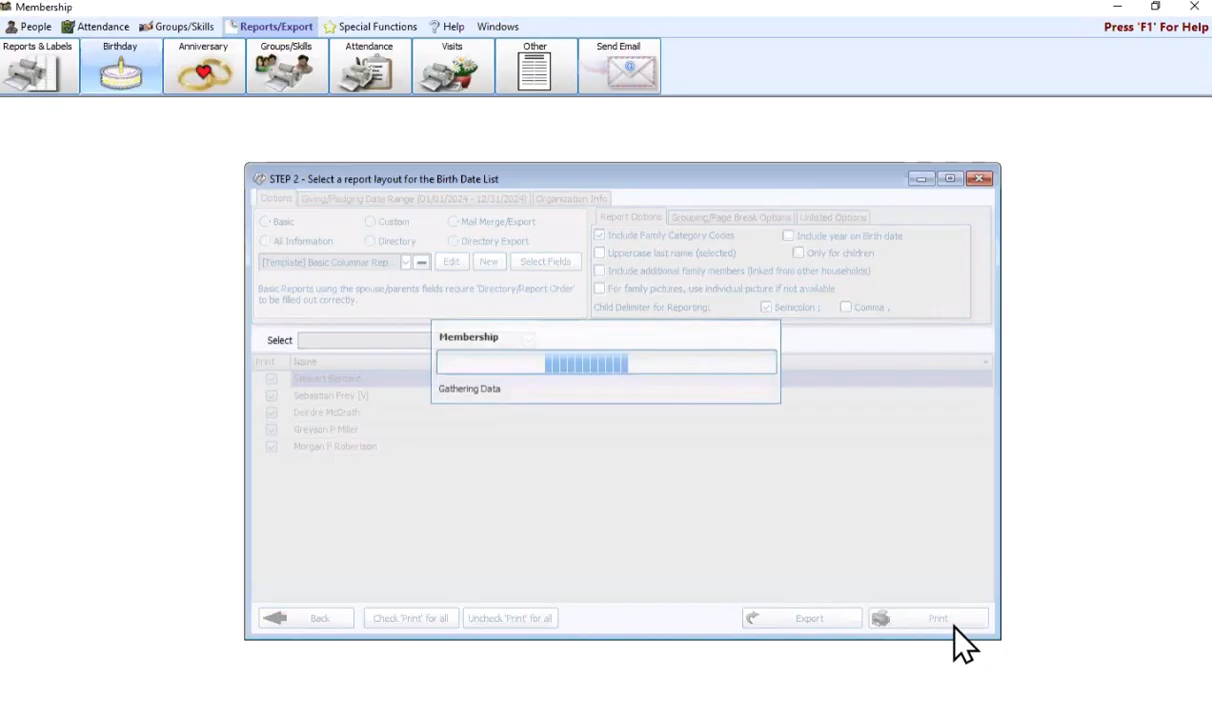 Membership
People Attendance Groups/Skills Reports/Export Special Functions Help Windows Press 'F1' For Help
Reports & Labels Birthday Anniversary Groups/Skills Attendance Visits Other Send Email
STEP 2 - Select a report layout for the Birth Date List
Options Giving/Pledging Date Range (01/01/2024 - 12/31/2024) Organization Info
Basic Custom Mail Merge/Export
All Information Directory Directory Export
[Template] Basic Columnar Rep... Edit New Select Fields
Basic Reports using the spouse/parents fields require 'Directory/Report Order'
to be filled out correctly.
Report Options Grouping/Page Break Options Unlisted Options
Include Family Category Codes Include year on Birth date
Uppercase last name (selected) Only for children
Include additional family members (linked from other households)
For family pictures, use individual picture if not available
Child Delimiter for Reporting: Semicolon ; Comma ,
Select
Membership
Gathering Data
Print Name
Stewart Bertrand
Sebastian Frey (V)
Deirdre McGrath
Greyson P Miller
Morgan P Robertson
Back Check 'Print' for all Uncheck 'Print' for all Export Print